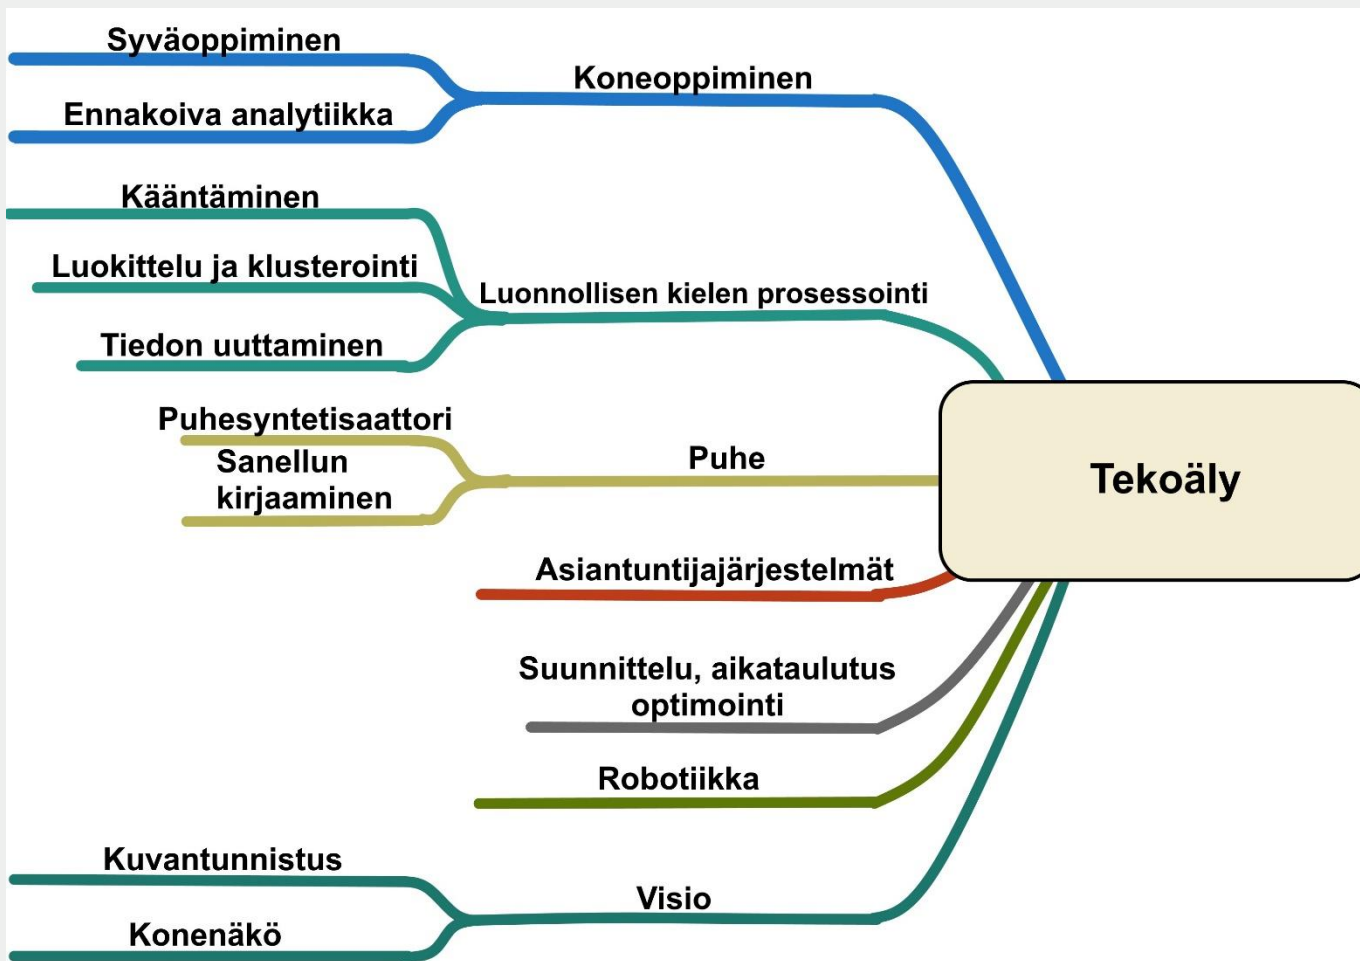 Syväoppiminen
Koneoppiminen
Ennakoiva analytiikka
Kääntäminen
Luokittelu ja klusterointi
Luonnollisen kielen prosessointi
Tiedon uuttaminen
Puhesyntetisaattori
Sanellun
kirjaaminen
Puhe
Tekoäly
Asiantuntijajärjestelmät
Suunnittelu, aikataulutus
optimointi
Robotiikka
Kuvantunnistus
Visio
Konenäkö